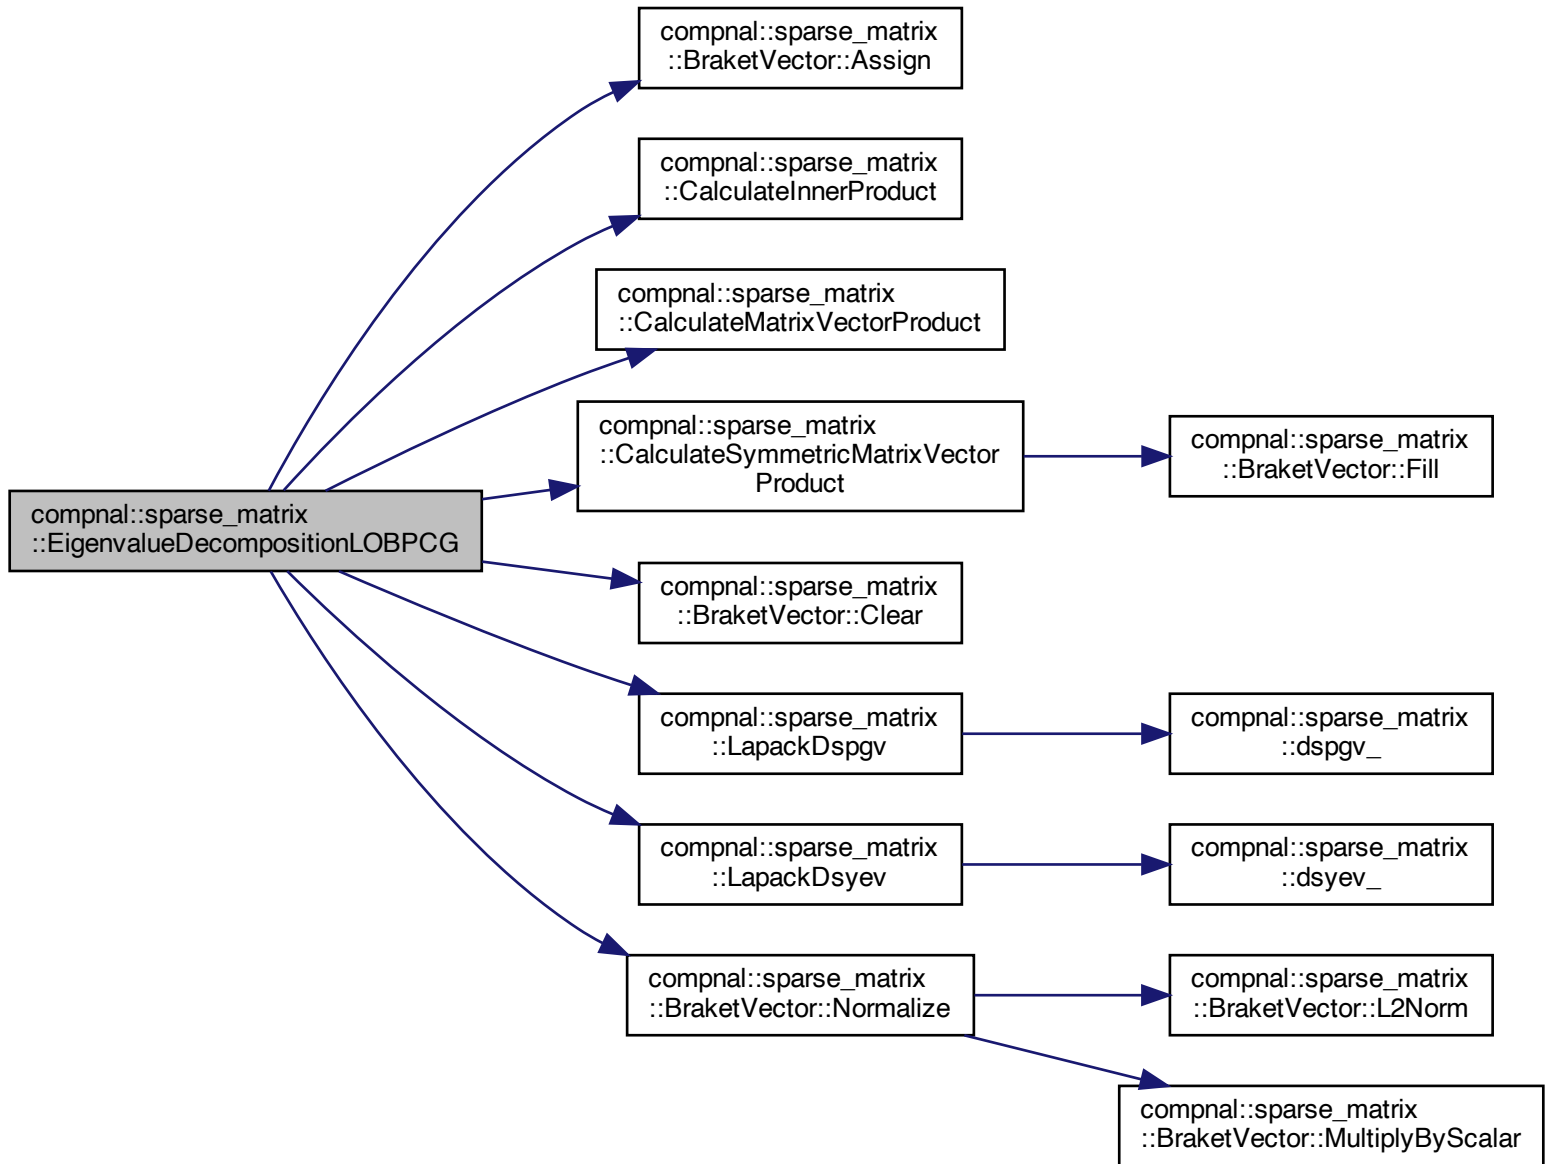 compnal::sparse_matrix
::BraketVector::Assign
compnal::sparse_matrix
::CalculateInnerProduct
compnal::sparse_matrix
::CalculateMatrixVectorProduct
compnal::sparse_matrix
::CalculateSymmetricMatrixVector
Product
compnal::sparse_matrix
::BraketVector::Fill
compnal::sparse_matrix
::EigenvalueDecompositionLOBPCG
compnal::sparse_matrix
::BraketVector::Clear
compnal::sparse_matrix
::LapackDspgv
compnal::sparse_matrix
::dspgv_
compnal::sparse_matrix
::LapackDsyev
compnal::sparse_matrix
::dsyev_
compnal::sparse_matrix
::BraketVector::Normalize
compnal::sparse_matrix
::BraketVector::L2Norm
compnal::sparse_matrix
::BraketVector::MultiplyByScalar